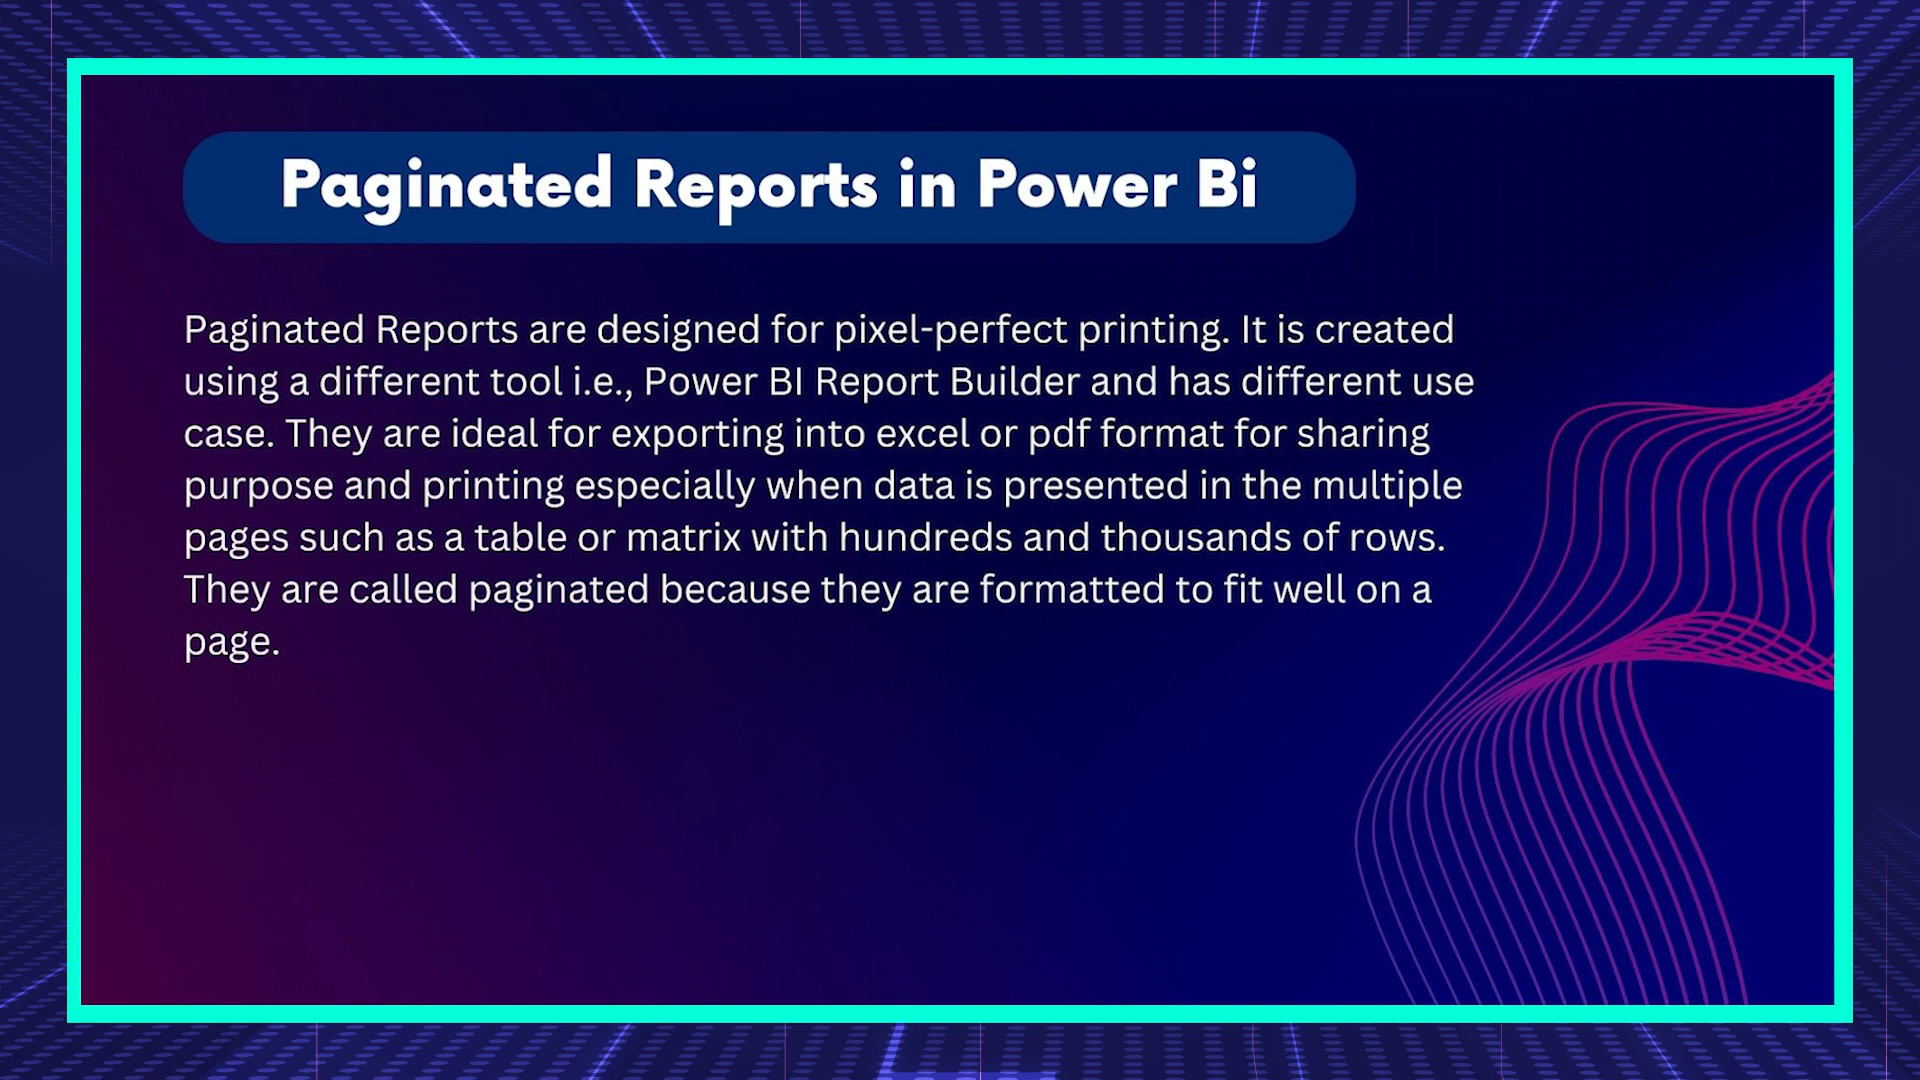 Paginated Reports in Power Bi
Paginated Reports are designed for pixel-perfect printing. It is created
using a different tool i.e., Power BI Report Builder and has different use
case. They are ideal for exporting into excel or pdf format for sharing
purpose and printing especially when data is presented in the multiple
pages such as a table or matrix with hundreds and thousands of rows.
They are called paginated because they are formatted to fit well on a
page.